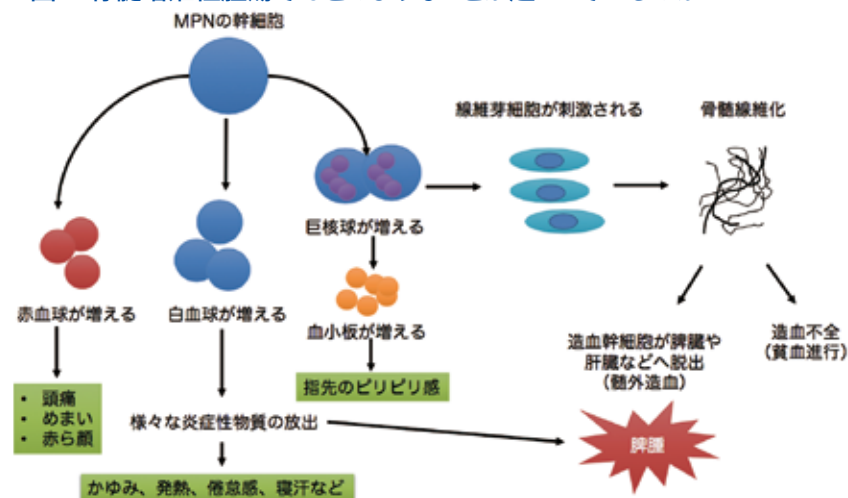 MPNの幹細胞
線維芽細胞が刺激される
骨髄線維化
巨核球が増える
赤血球が増える
白血球が増える
血小板が増える
造血幹細胞が脾臓や
肝臓などへ脱出
(髄外造血)
造血不全
(貧血進行)
指先のピリピリ感
• 頭痛
• めまい
• 赤ら顔
様々な炎症性物質の放出
脾腫
かゆみ、発熱、倦怠感、寝汗など